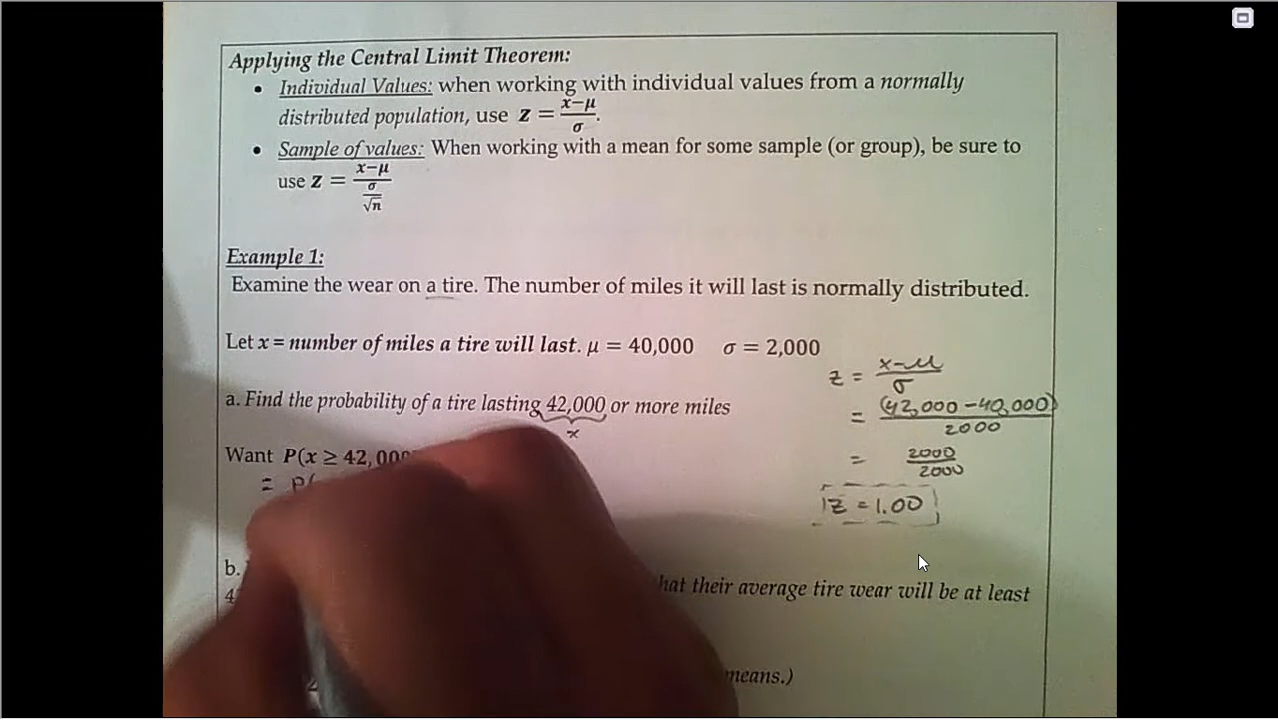 Applying the Central Limit Theorem:
• Individual Values: when working with individual values from a normally
distributed population, use z = x−μ / σ.
• Sample of values: When working with a mean for some sample (or group), be sure to
use z = x−μ / σ/√n
Example 1:
Examine the wear on a tire. The number of miles it will last is normally distributed.
Let x = number of miles a tire will last. μ = 40,000 σ = 2,000
z = x-μ / σ
a. Find the probability of a tire lasting 42,000 or more miles
x
= (42,000 - 40,000) / 2000
Want P(x ≥ 42,000
= 2000 / 2000
= P(
z = 1.00
b.
that their average tire wear will be at least
4
means.)